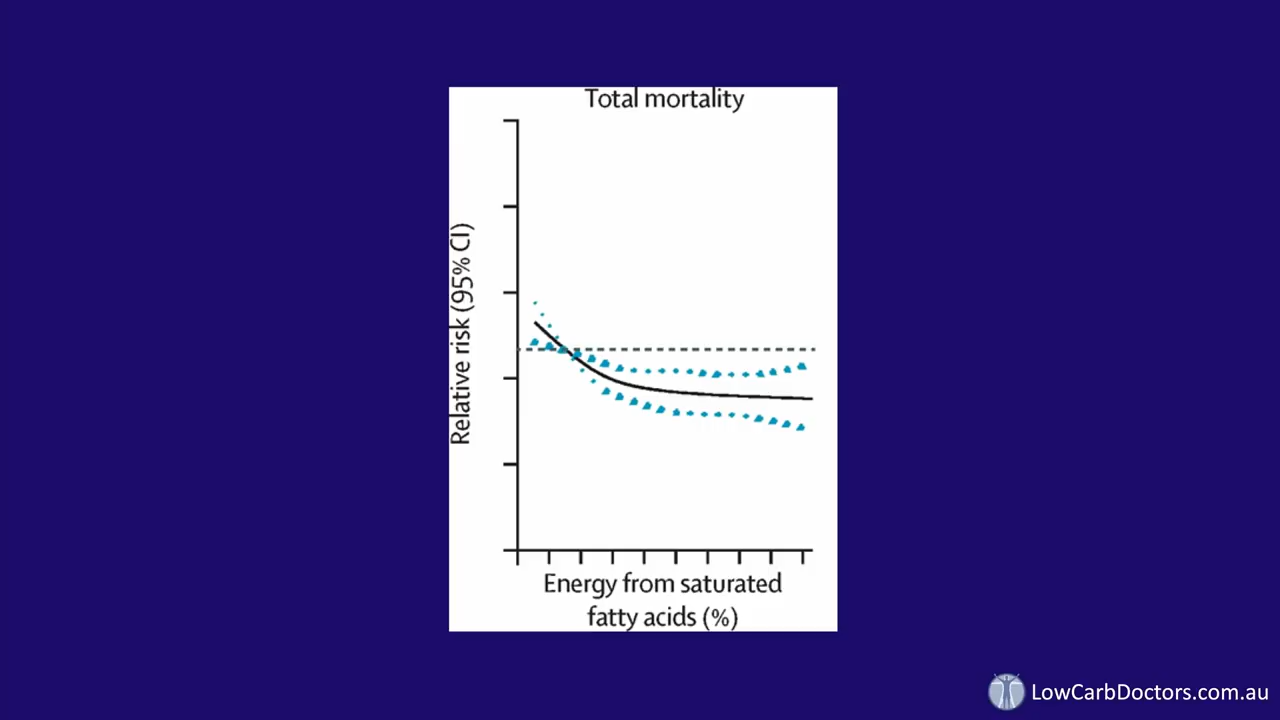 Total mortality
Relative risk (95% CI)
Energy from saturated
fatty acids (%)
LowCarbDoctors.com.au